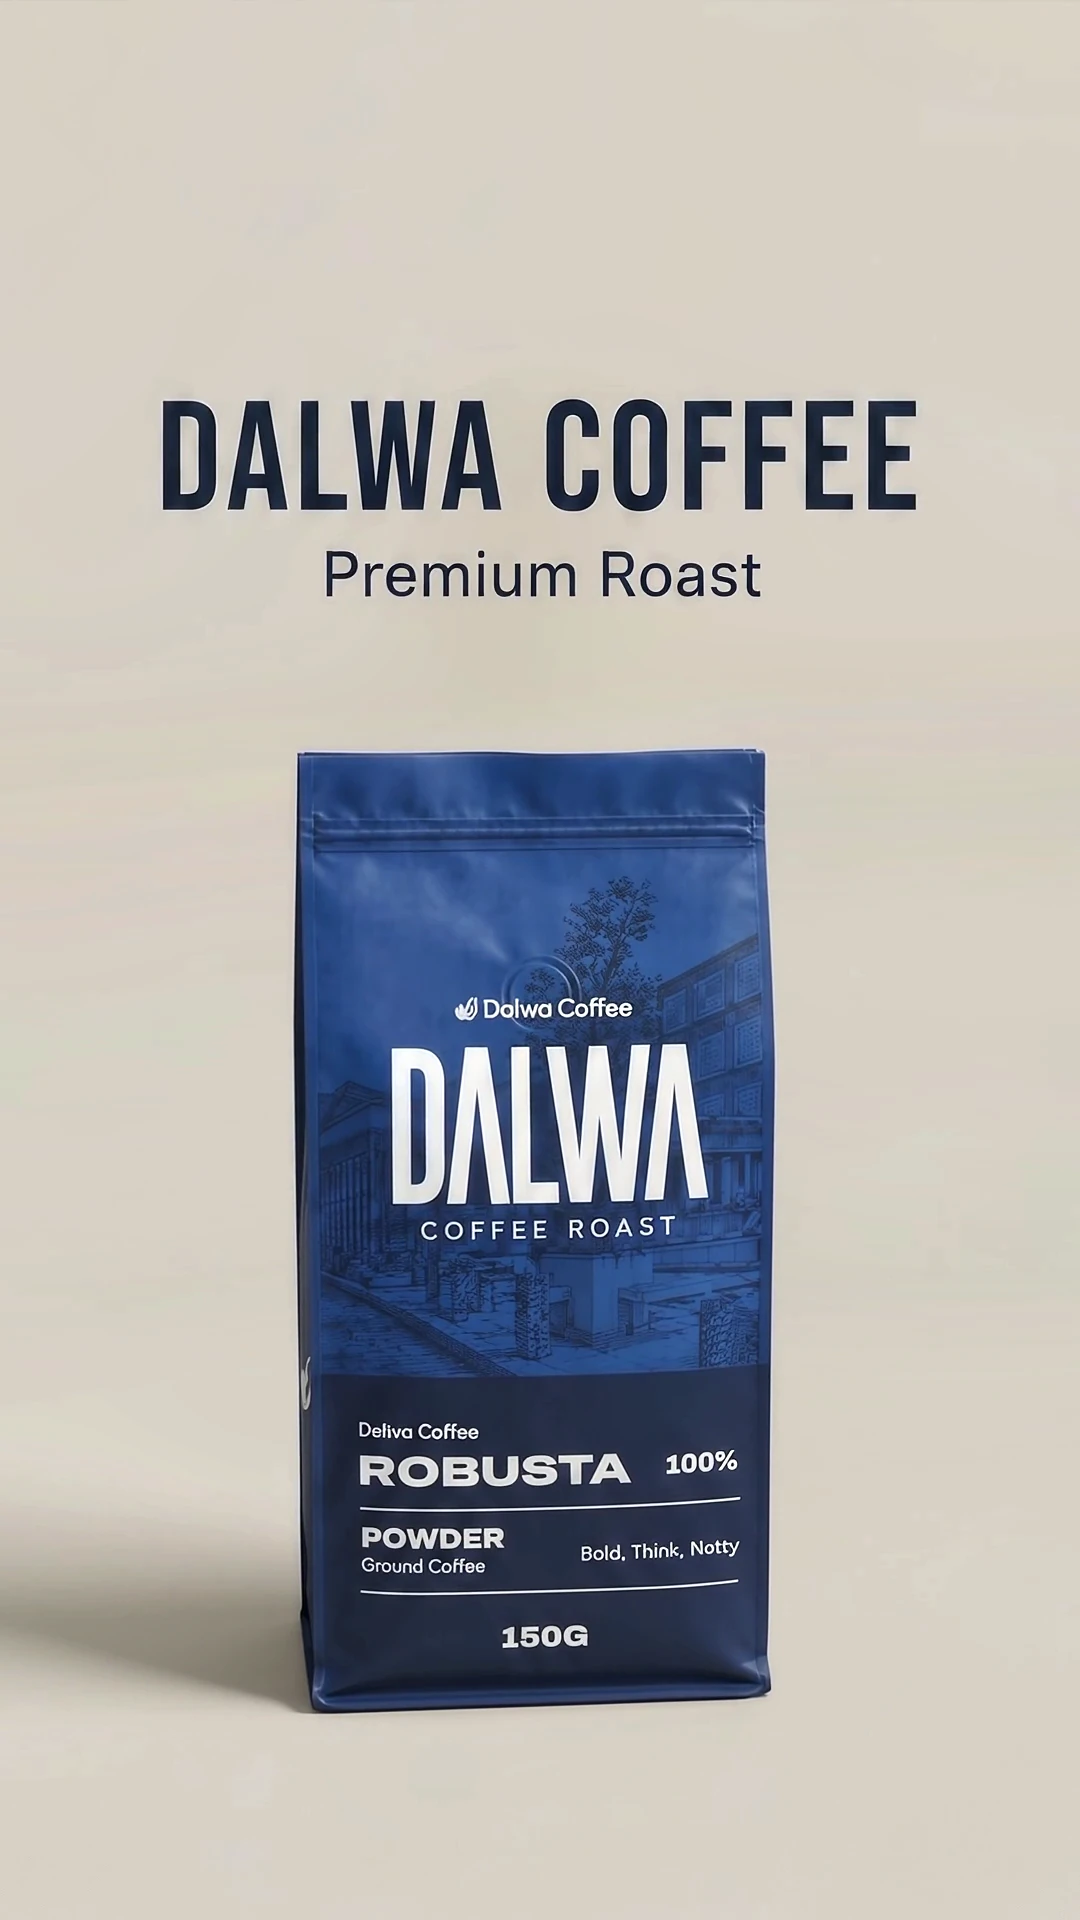 DALWA COFFEE
Premium Roast
Dalwa Coffee
DALWA
COFFEE ROAST
Deliva Coffee
ROBUSTA 100%
POWDER
Ground Coffee
Bold, Think, Notty
150G